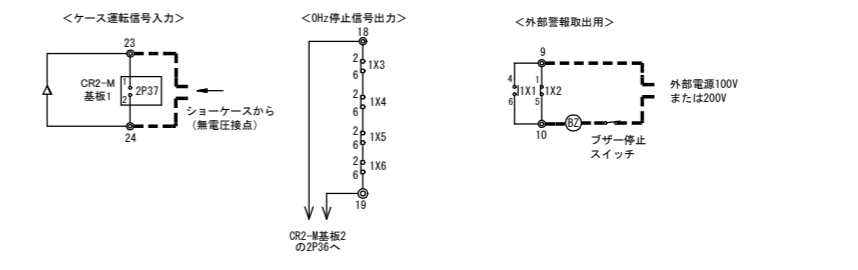 <ケース運転信号入力>
23
CR2-M
基板1
1
2
2P37
24
ショーケースから
(無電圧接点)
<0Hz停止信号出力>
18
2
6
1X3
2
6
1X4
2
6
1X5
2
6
1X6
19
CR2-M基板2
の2P36へ
<外部警報取出用>
9
4
6
1X1
1
5
1X2
10
BZ
ブザー停止
スイッチ
外部電源100V
または200V